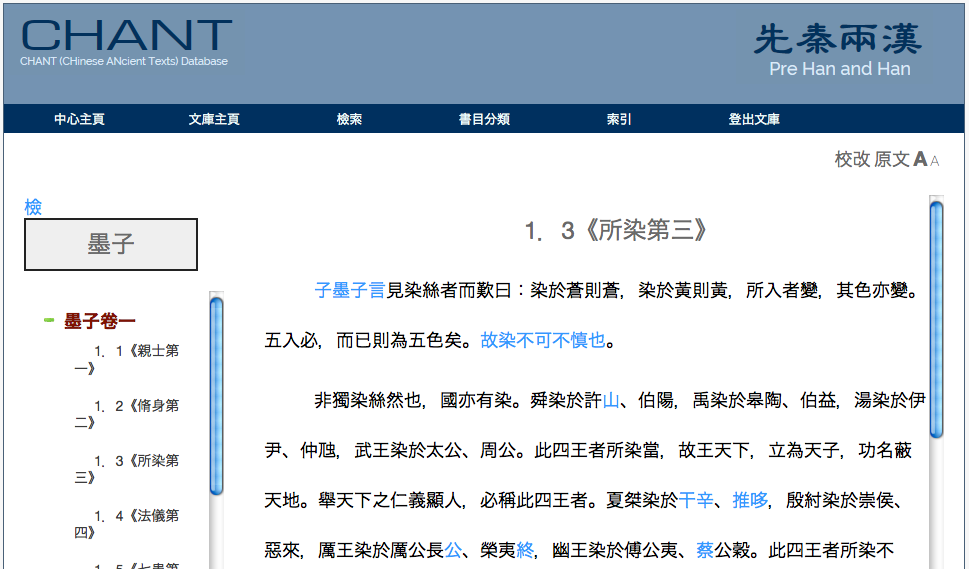 CHANT
CHANT (CHinese ANcient Texts) Database
先秦兩漢
Pre Han and Han
中心主頁 文庫主頁 檢索 書目分類 索引 登出文庫
校改 原文 A A
檢
墨子
墨子卷一
1．1《親士第
一》
1．2《脩身第
二》
1．3《所染第
三》
1．4《法儀第
四》
1．3《所染第三》
子墨子言見染絲者而歎曰：染於蒼則蒼，染於黃則黃，所入者變，其色亦變。
五入必，而已則為五色矣。故染不可不慎也。
非獨染絲然也，國亦有染。舜染於許山、伯陽，禹染於皋陶、伯益，湯染於伊
尹、仲虺，武王染於太公、周公。此四王者所染當，故王天下，立為天子，功名蔽
天地。舉天下之仁義顯人，必稱此四王者。夏桀染於干辛、推哆，殷紂染於崇侯、
惡來，厲王染於厲公長公、榮夷終，幽王染於傅公夷、蔡公穀。此四王者所染不